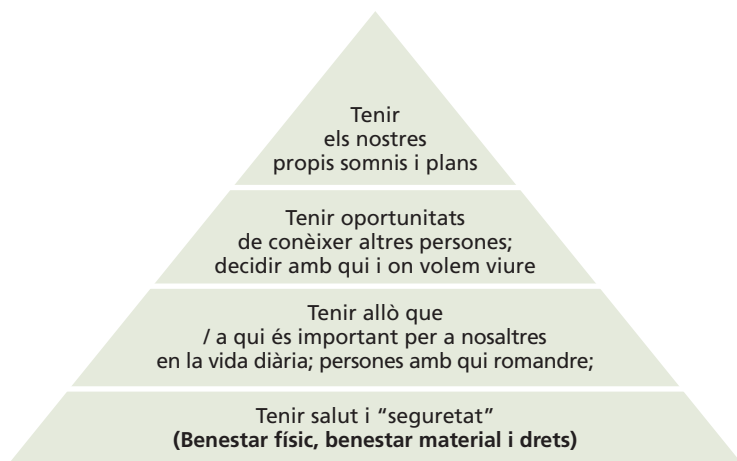 Tenir
els nostres
propis somnis i plans
Tenir oportunitats
de conèixer altres persones;
decidir amb qui i on volem viure
Tenir allò que
/ a qui és important per a nosaltres
en la vida diària; persones amb qui romandre;
Tenir salut i “seguretat”
(Benestar físic, benestar material i drets)